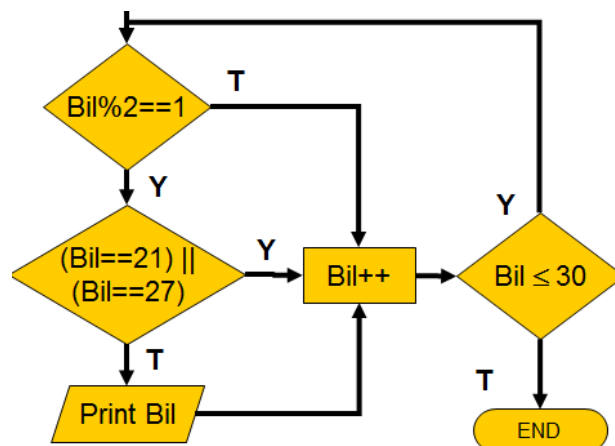 Bil%2==1
T
Y
(Bil==21) ||
(Bil==27)
Y
Bil++
Y
Bil ≤ 30
T
Print Bil
T
END